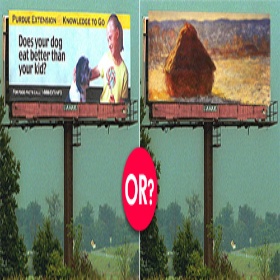 PURDUE EXTENSION KNOWLEDGE TO GO
Does your dog
eat better than
your kid?
OR?